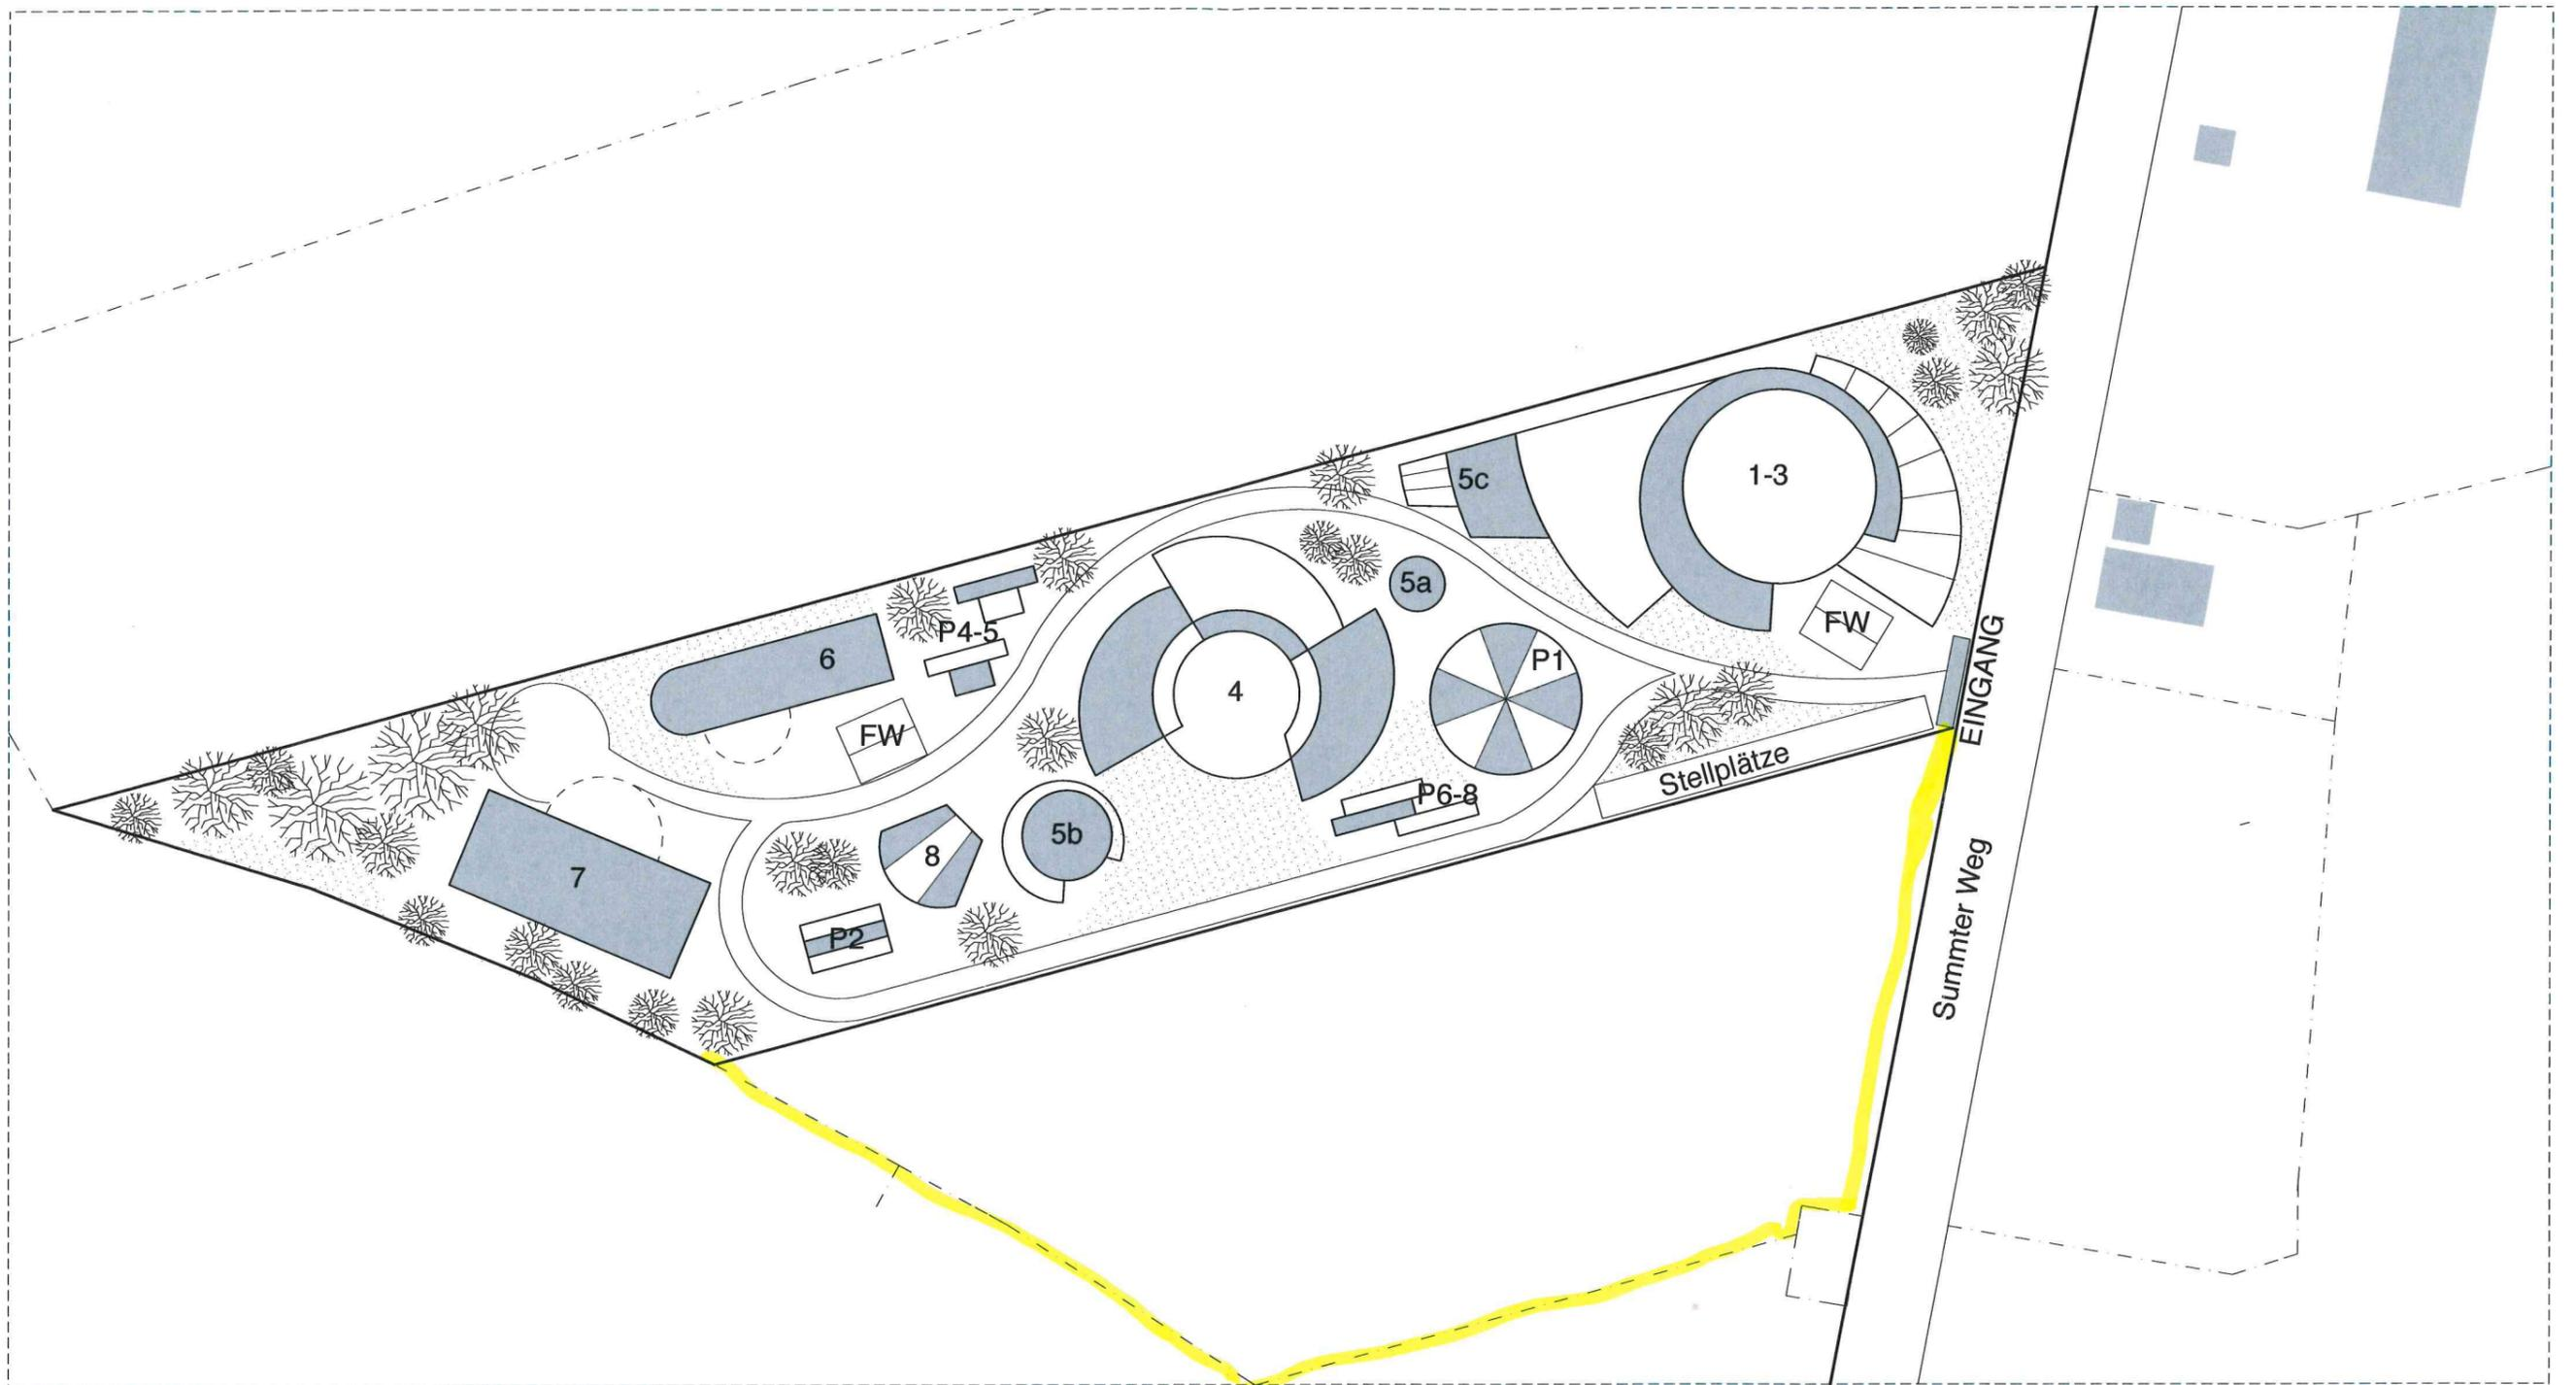 5c
1-3
5a
FW
P4-5
6
P1
EINGANG
4
FW
Stellplätze
P6-8
5b
8
7
P2
Summter Weg